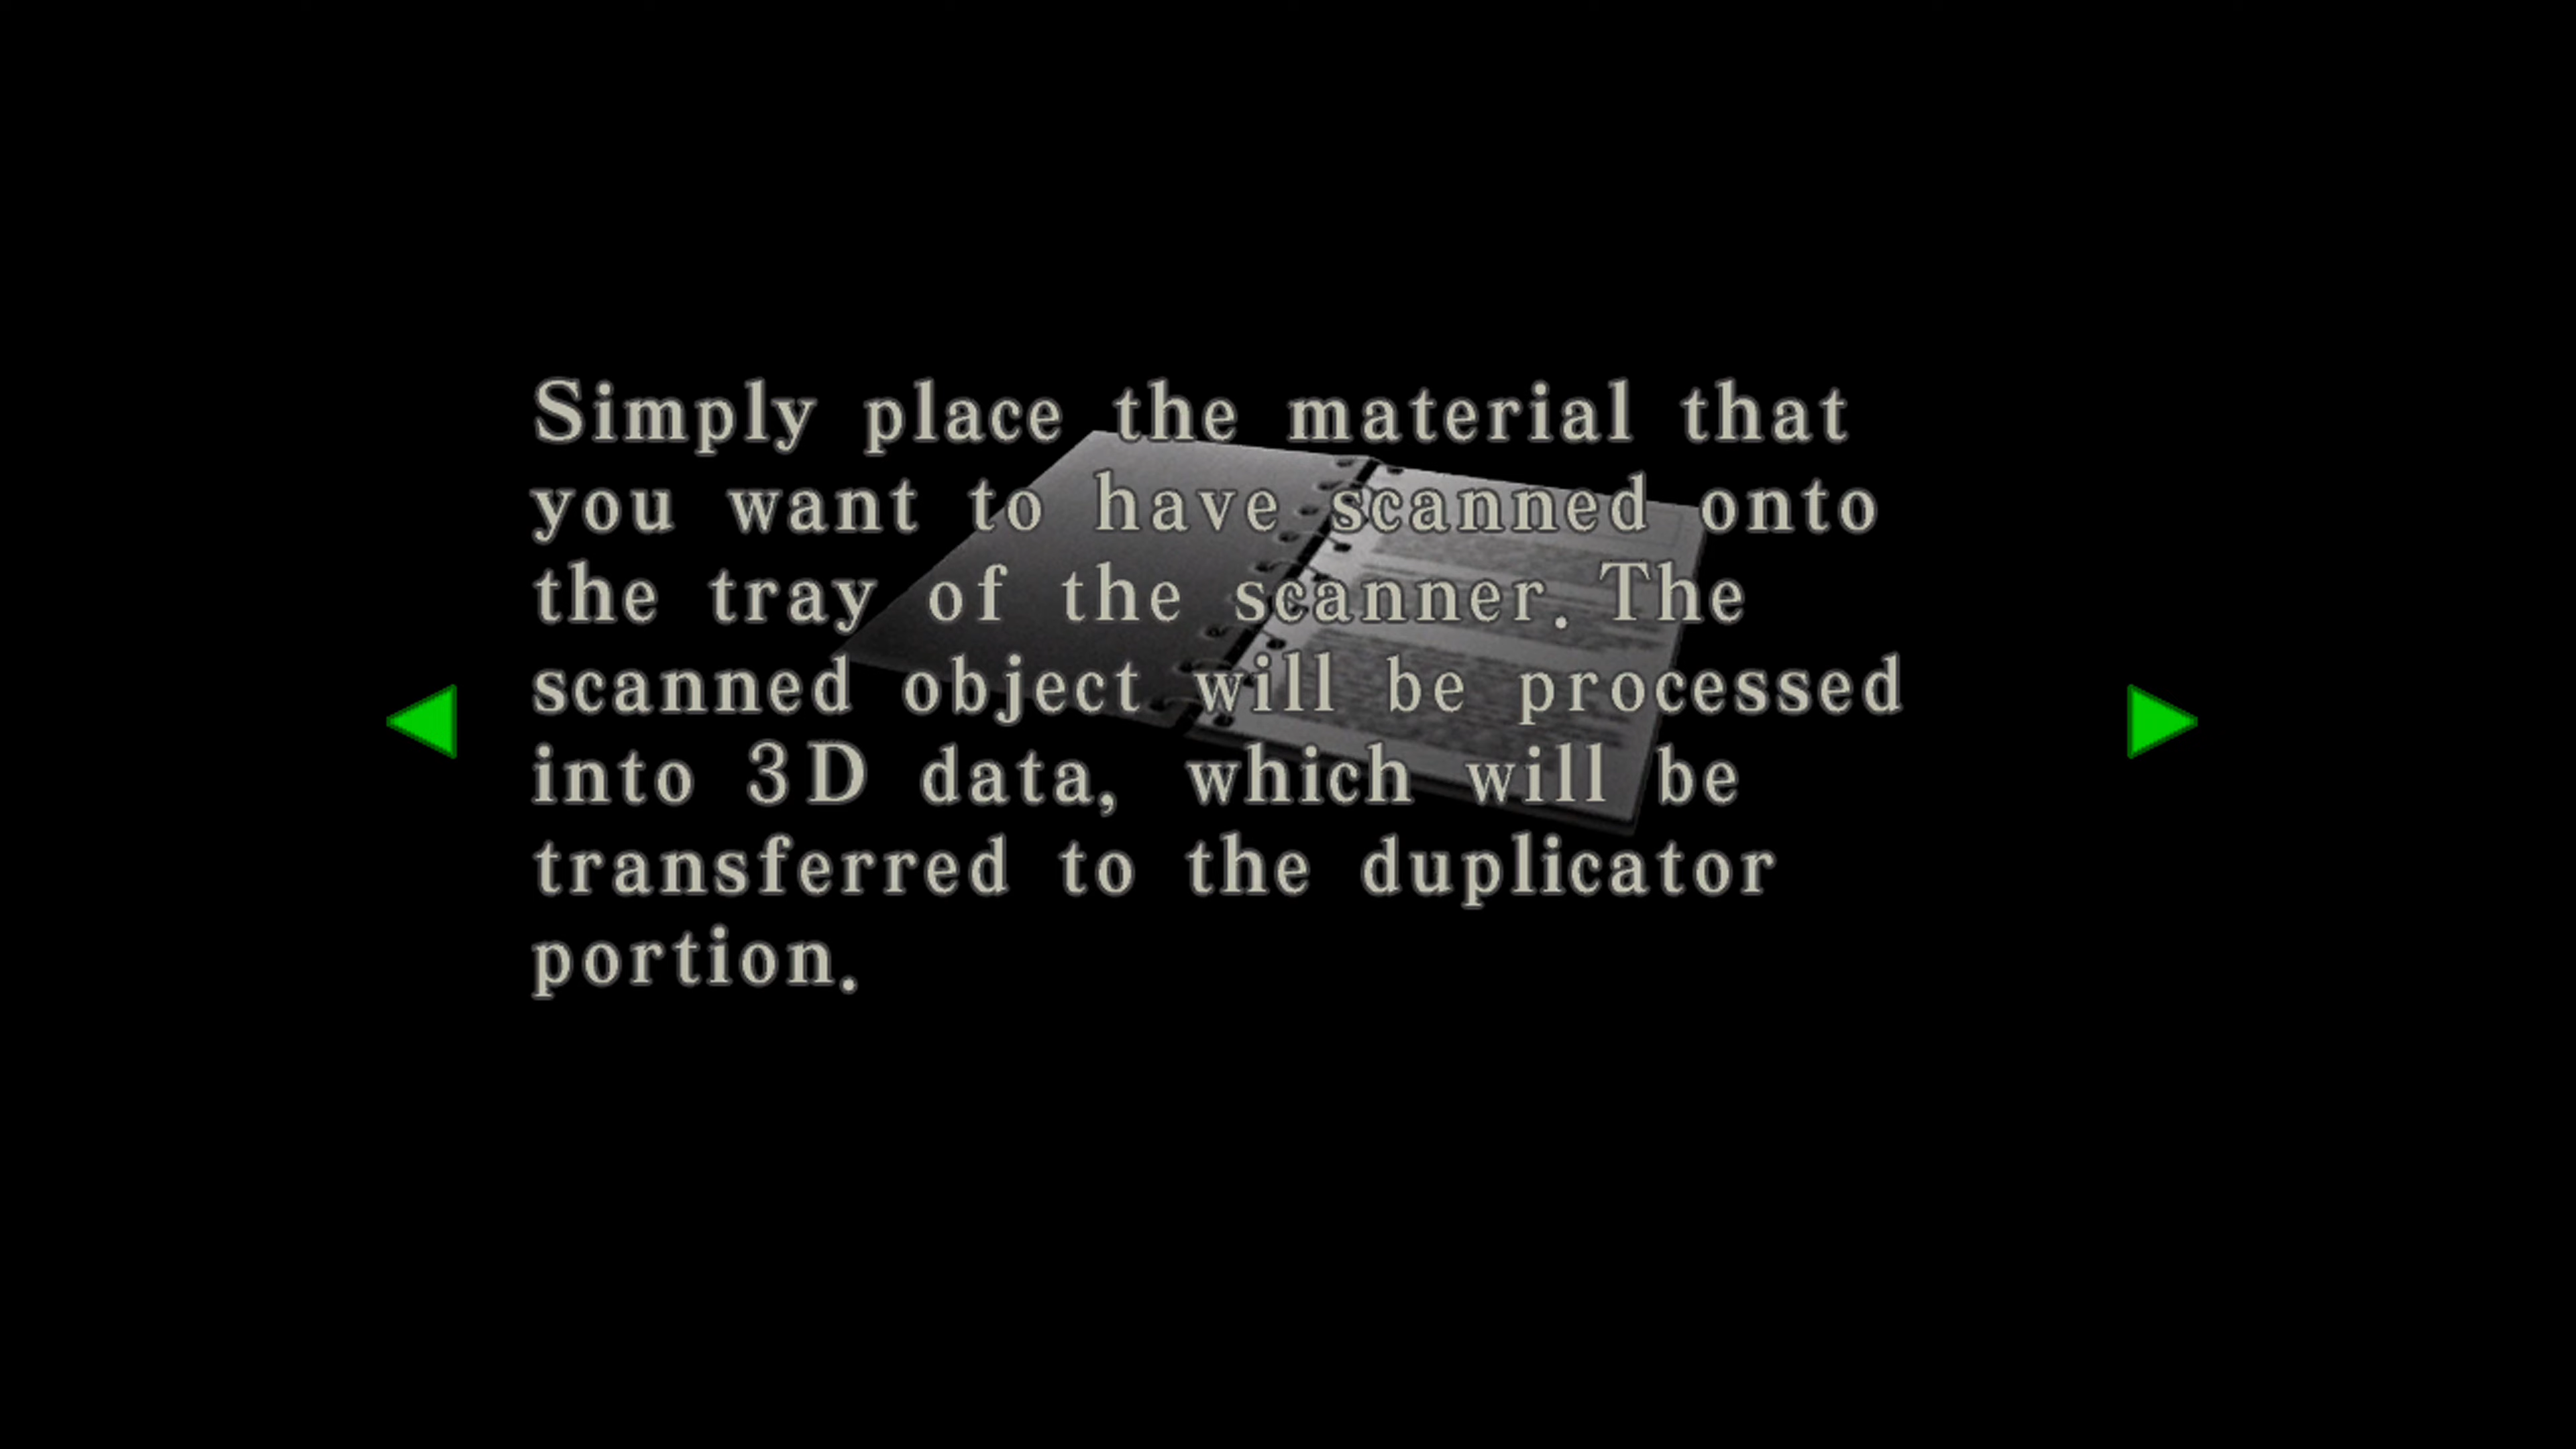 Simply place the material that
you want to have scanned onto
the tray of the scanner. The
scanned object will be processed
into 3D data, which will be
transferred to the duplicator
portion.